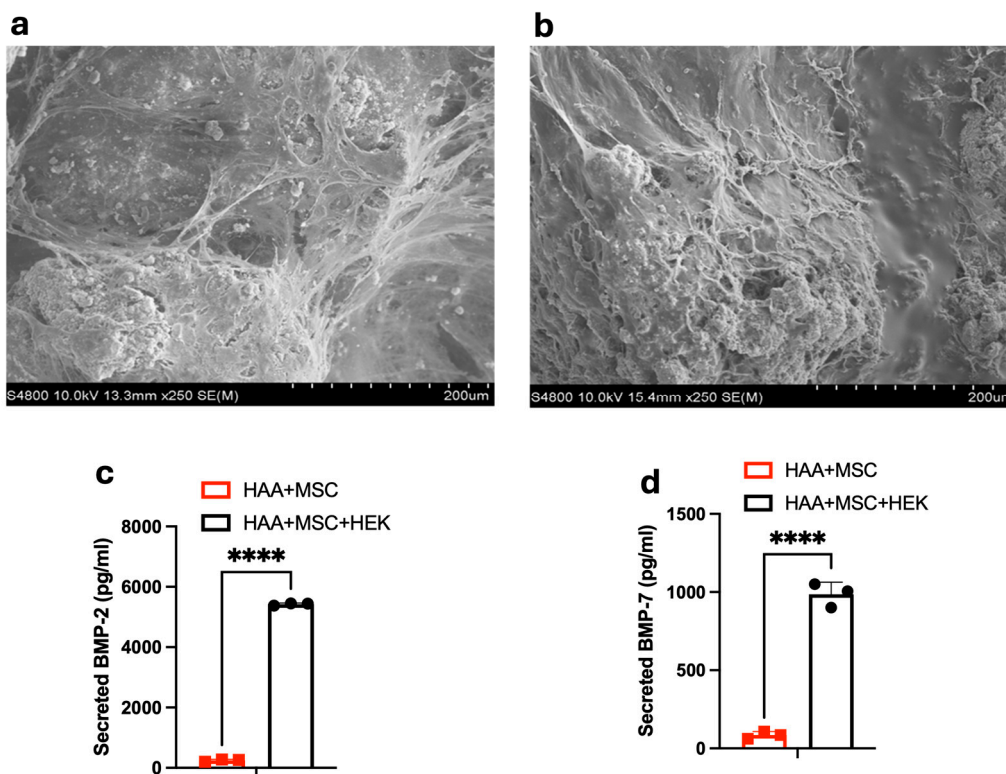 a
b
S4800 10.0kV 13.3mm x250 SE(M)
200um
S4800 10.0kV 15.4mm x250 SE(M)
200um
c
HAA+MSC
HAA+MSC+HEK
Secreted BMP-2 (pg/ml)
8000
6000
4000
2000
0
****
d
HAA+MSC
HAA+MSC+HEK
Secreted BMP-7 (pg/ml)
1500
1000
500
0
****